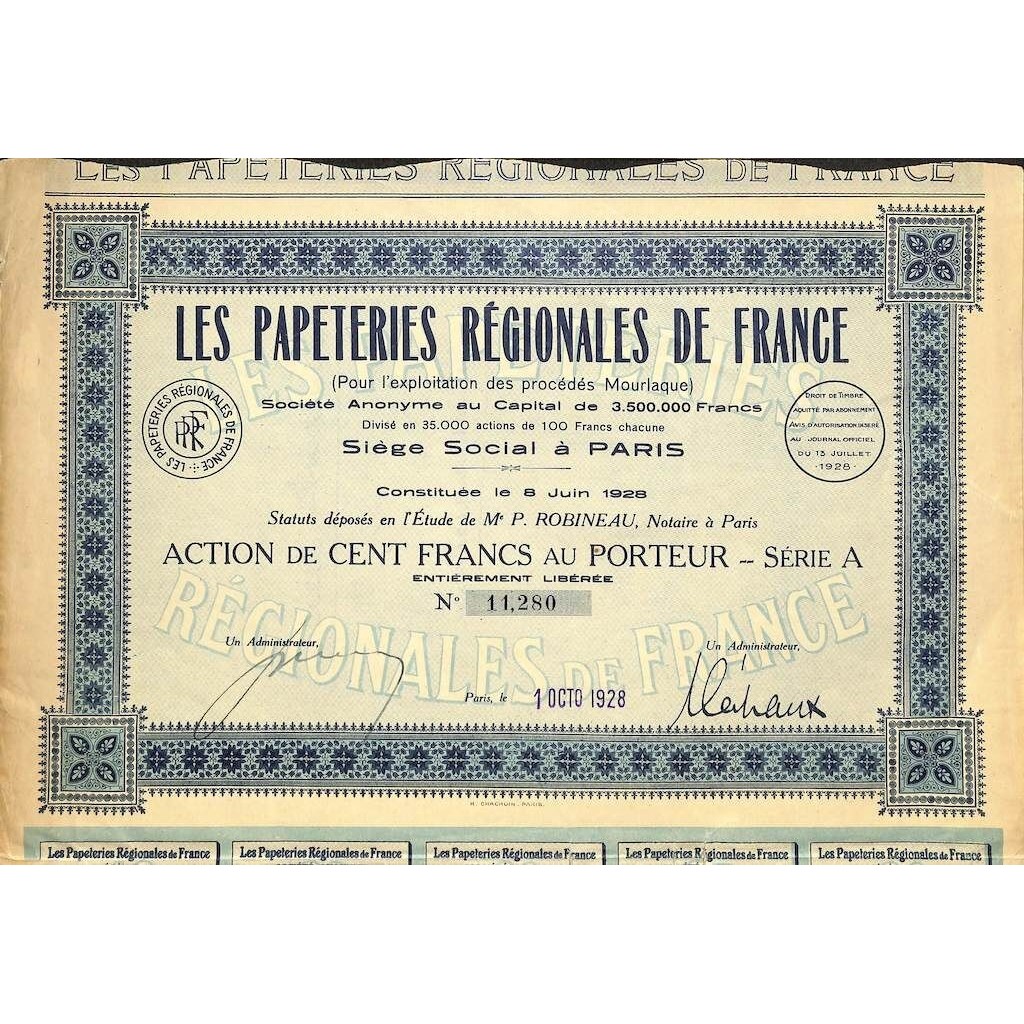 LES PAPETERIES RÉGIONALES DE FRANCE
LES PAPETERIES RÉGIONALES DE FRANCE
(Pour l'exploitation des procédés Mourlaque)
Société Anonyme au Capital de 3.500.000 Francs
Divisé en 35.000 actions de 100 Francs chacune
Siège Social à PARIS
LES PAPETERIES RÉGIONALES DE FRANCE
PRF
DROIT DE TIMBRE
ACQUITTÉ PAR ABONNEMENT
AVIS D'AUTORISATION INSÉRÉ
AU JOURNAL OFFICIEL
DU 13 JUILLET
·1928·
Constituée le 8 Juin 1928
Statuts déposés en l'Étude de Me P. ROBINEAU, Notaire à Paris
ACTION DE CENT FRANCS AU PORTEUR -- SÉRIE A
ENTIÈREMENT LIBÉRÉE
No 11,280
LES PAPETERIES
RÉGIONALES DE FRANCE
Un Administrateur,
Un Administrateur,
Paris, le 1 OCTO 1928
H. CHACHOIN - PARIS.
Les Papeteries Régionales de France
Les Papeteries Régionales de France
Les Papeteries Régionales de France
Les Papeteries Régionales de France
Les Papeteries Régionales de France